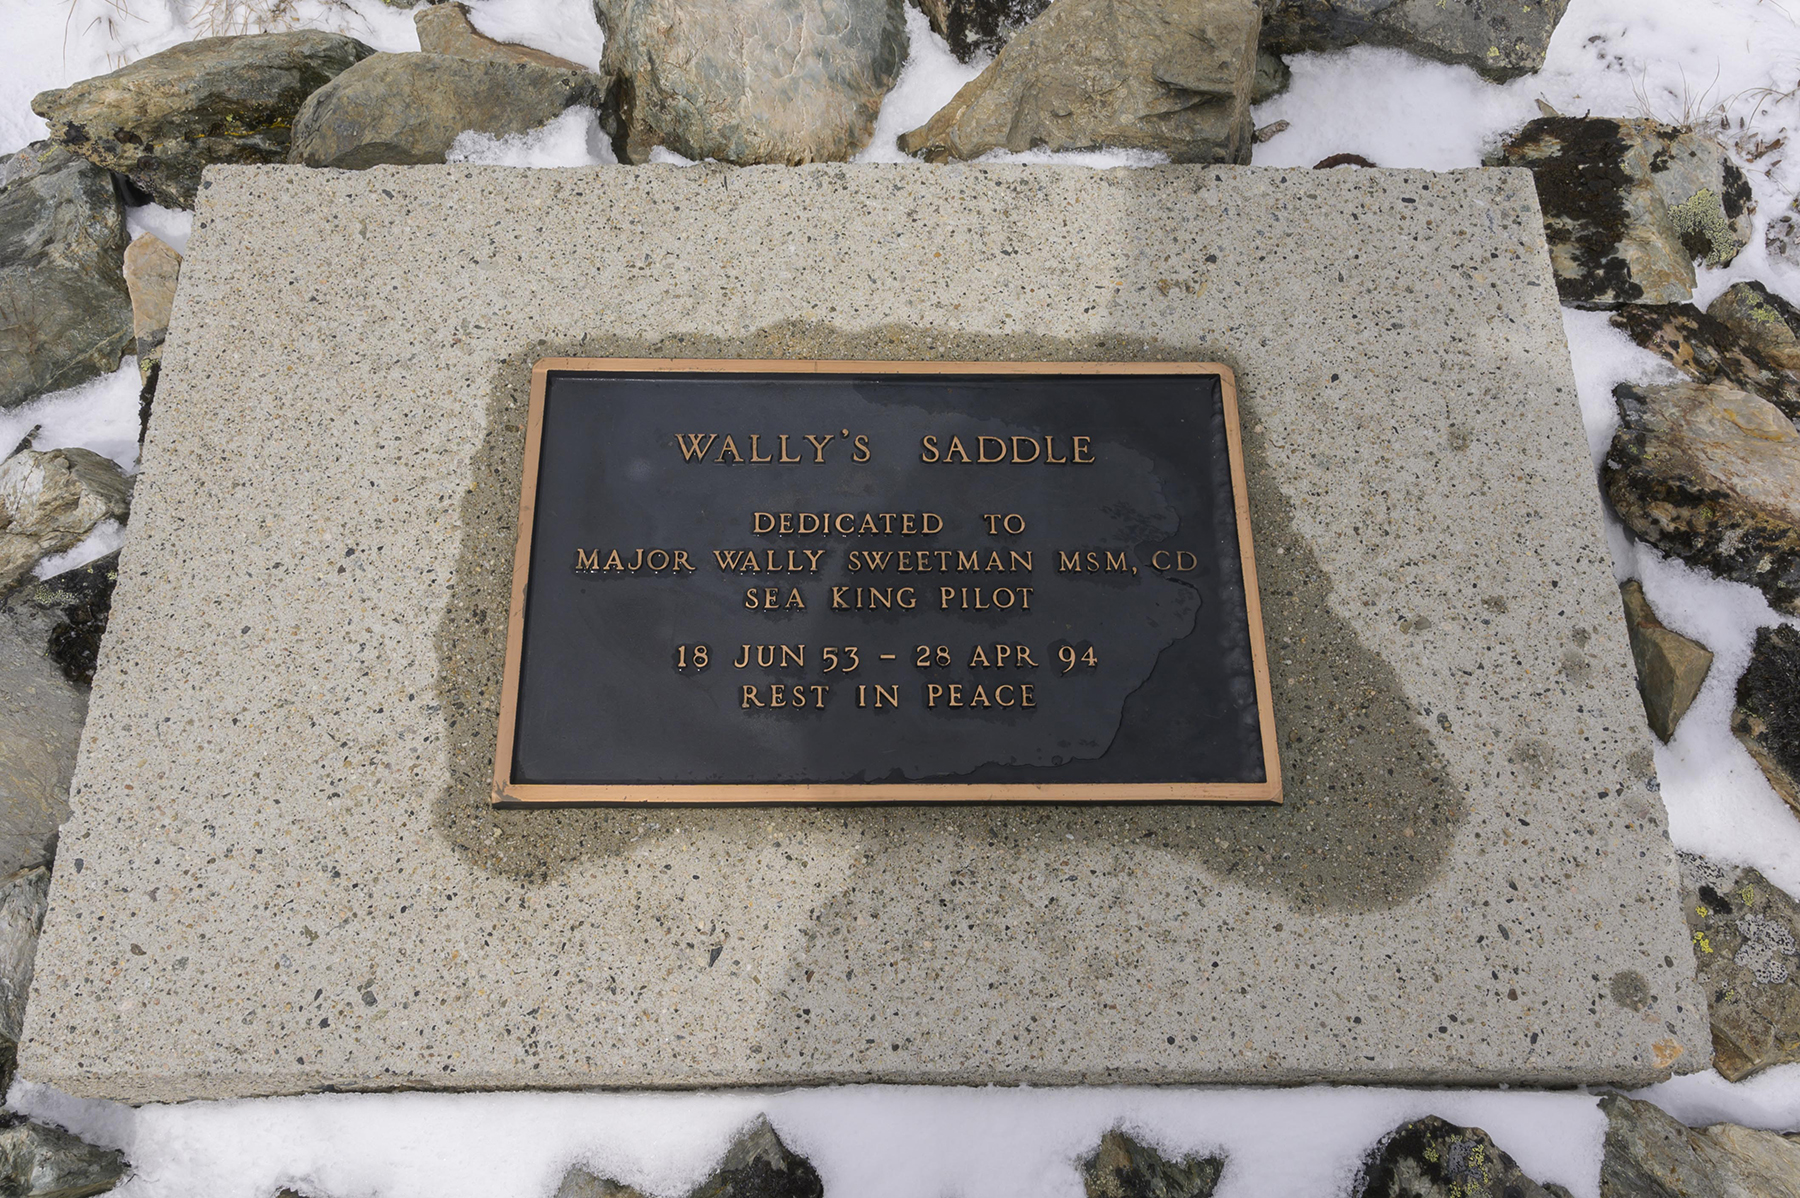 WALLY'S SADDLE
DEDICATED TO
MAJOR WALLY SWEETMAN MSM, CD
SEA KING PILOT
18 JUN 53 – 28 APR 94
REST IN PEACE